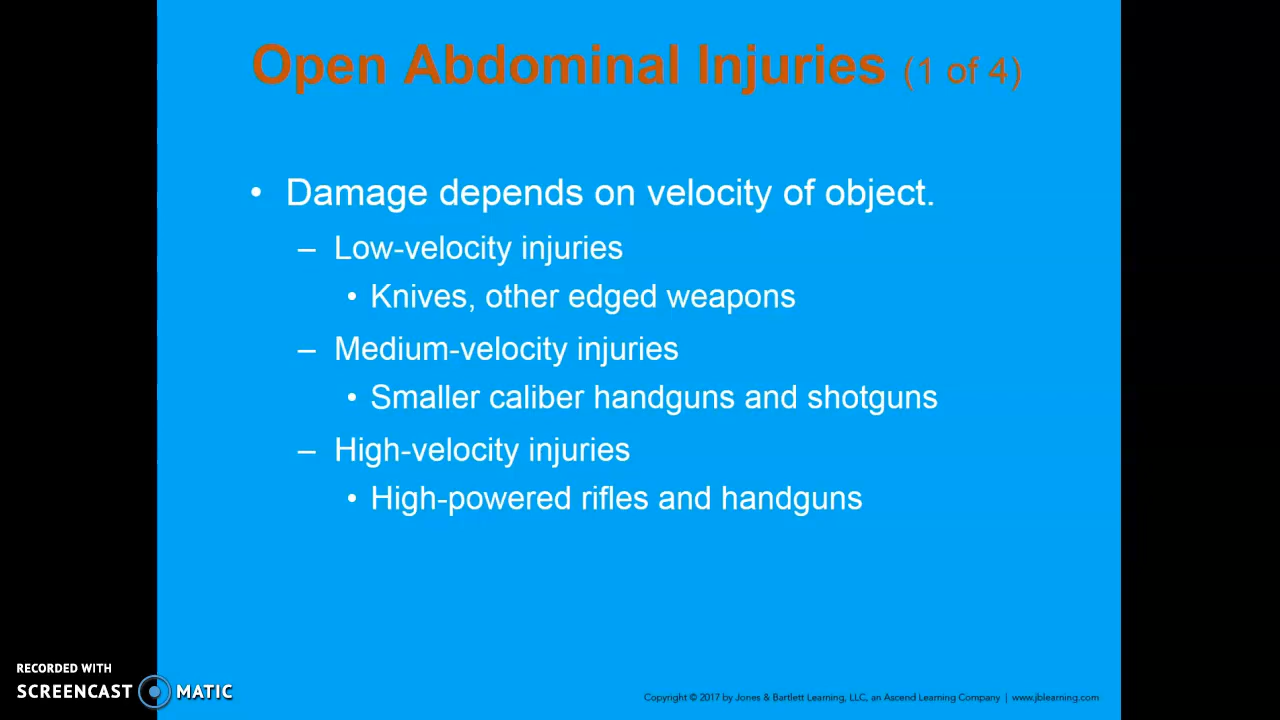 Open Abdominal Injuries (1 of 4)
• Damage depends on velocity of object.
– Low-velocity injuries
• Knives, other edged weapons
– Medium-velocity injuries
• Smaller caliber handguns and shotguns
– High-velocity injuries
• High-powered rifles and handguns
RECORDED WITH
SCREENCAST MATIC
Copyright © 2017 by Jones & Bartlett Learning, LLC, an Ascend Learning Company | www.jblearning.com